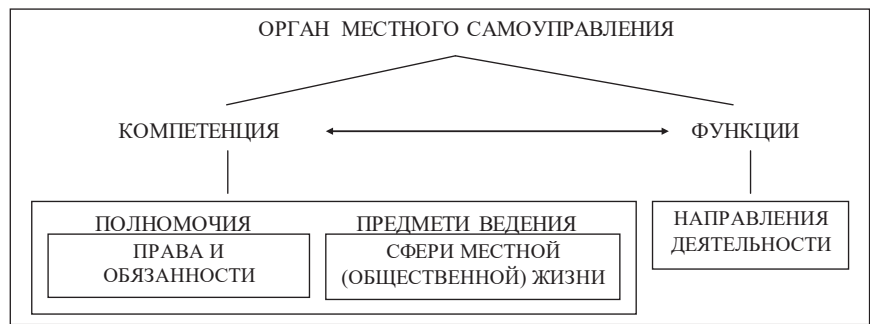 ОРГАН МЕСТНОГО САМОУПРАВЛЕНИЯ
КОМПЕТЕНЦИЯ
ФУНКЦИИ
ПОЛНОМОЧИЯ
ПРАВА И
ОБЯЗАННОСТИ
ПРЕДМЕТИ ВЕДЕНИЯ
СФЕРИ МЕСТНОЙ
(ОБЩЕСТВЕННОЙ) ЖИЗНИ
НАПРАВЛЕНИЯ
ДЕЯТЕЛЬНОСТИ